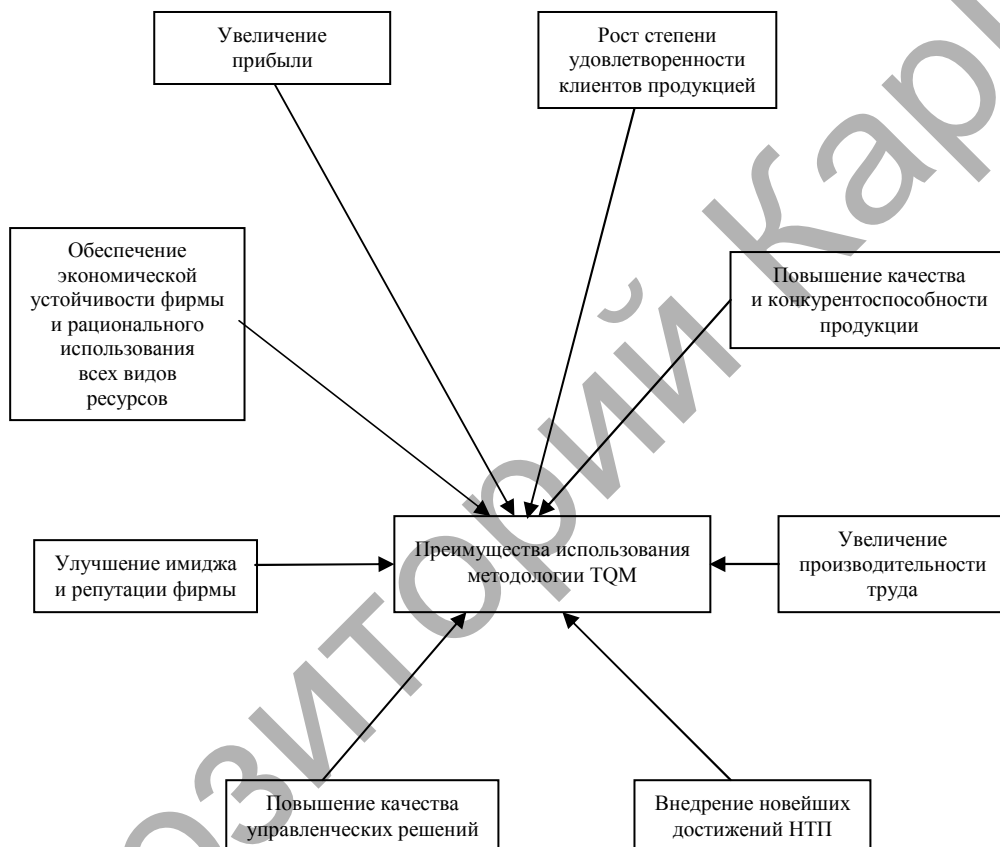 Увеличение
прибыли
Рост степени
удовлетворенности
клиентов продукцией
Обеспечение
экономической
устойчивости фирмы
и рационального
использования
всех видов
ресурсов
Повышение качества
и конкурентоспособности
продукции
Улучшение имиджа
и репутации фирмы
Преимущества использования
методологии TQM
Увеличение
производительности
труда
Повышение качества
управленческих решений
Внедрение новейших
достижений НТП